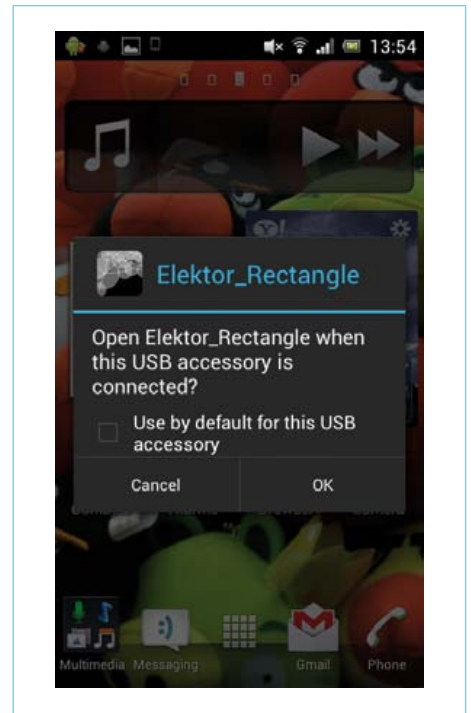 13:54
Y!
Elektor_Rectangle
Open Elektor_Rectangle when
this USB accessory is
connected?
Use by default for this USB
accessory
Cancel
OK
Multimedia
Messaging
Gmail
Phone